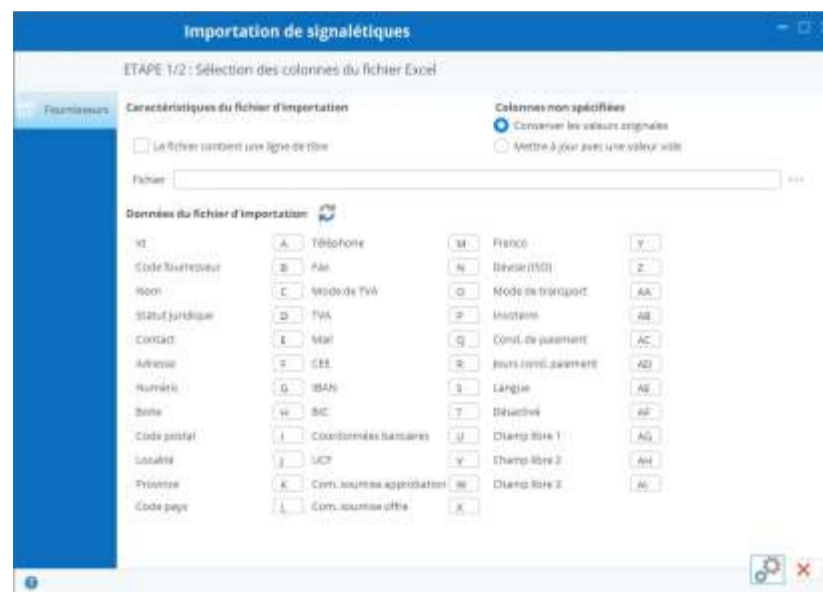 Importation de signalétiques
ETAPE 1/2 : Sélection des colonnes du fichier Excel
Fournisseurs
Caractéristiques du fichier d'importation
Colonnes non spécifiées
Conserver les valeurs originales
Le fichier contient une ligne de titre
Mettre à jour avec une valeur vide
Fichier
Données du fichier d'importation
Id A Téléphone M Franco Y
Code fournisseur B Fax N Devise (ISO) Z
Nom C Mode de TVA O Mode de transport AA
Statut juridique D TVA P Incoterm AB
Contact E Mail Q Cond. de paiement AC
Adresse F CEE R Jours cond. paiement AD
Numéro G IBAN S Langue AE
Boite H BIC T Désactivé AF
Code postal I Coordonnées bancaires U Champ libre 1 AG
Localité J UCP V Champ libre 2 AH
Province K Com. soumise approbation W Champ libre 3 AI
Code pays L Com. soumise offre X